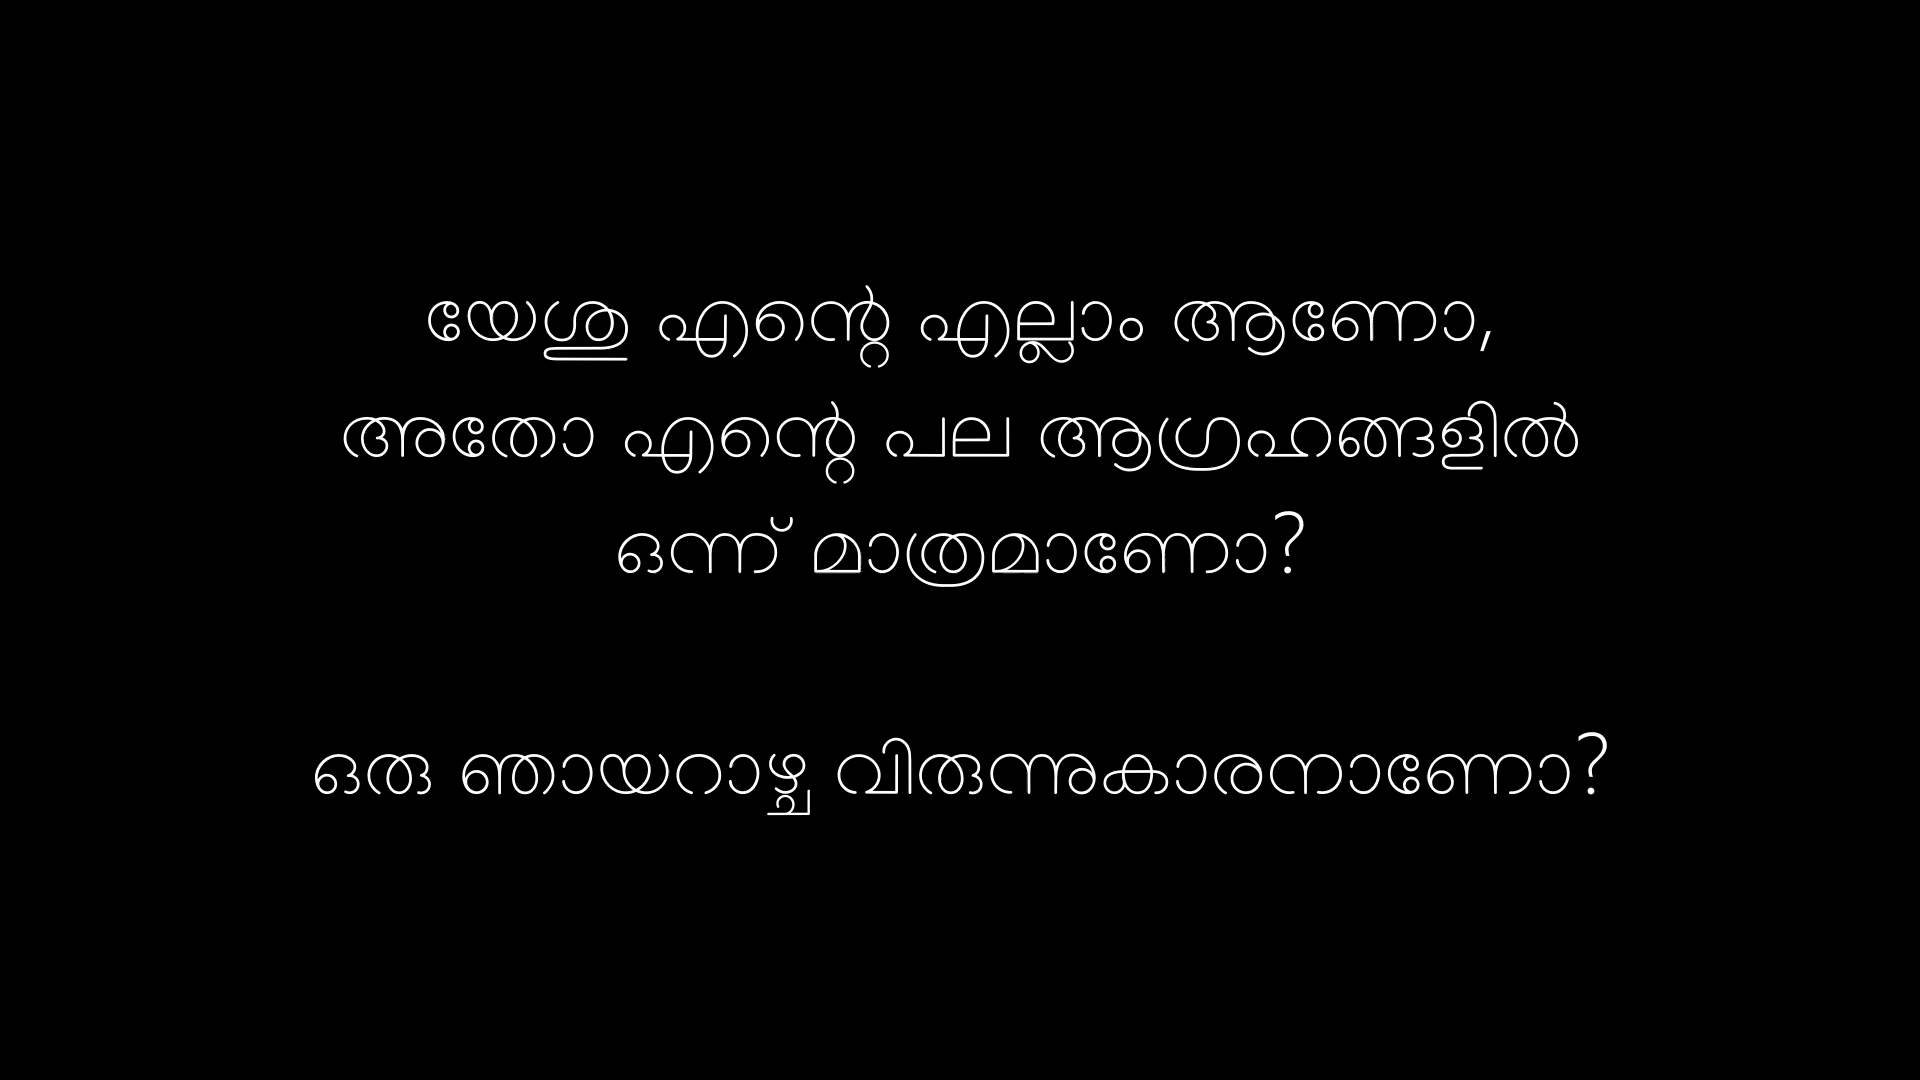 യേശു എന്റെ എല്ലാം ആണോ,
അതോ എന്റെ പല ആഗ്രഹങ്ങളിൽ
ഒന്ന് മാത്രമാണോ?
ഒരു ഞായറാഴ്ച വിരുന്നുകാരനാണോ?